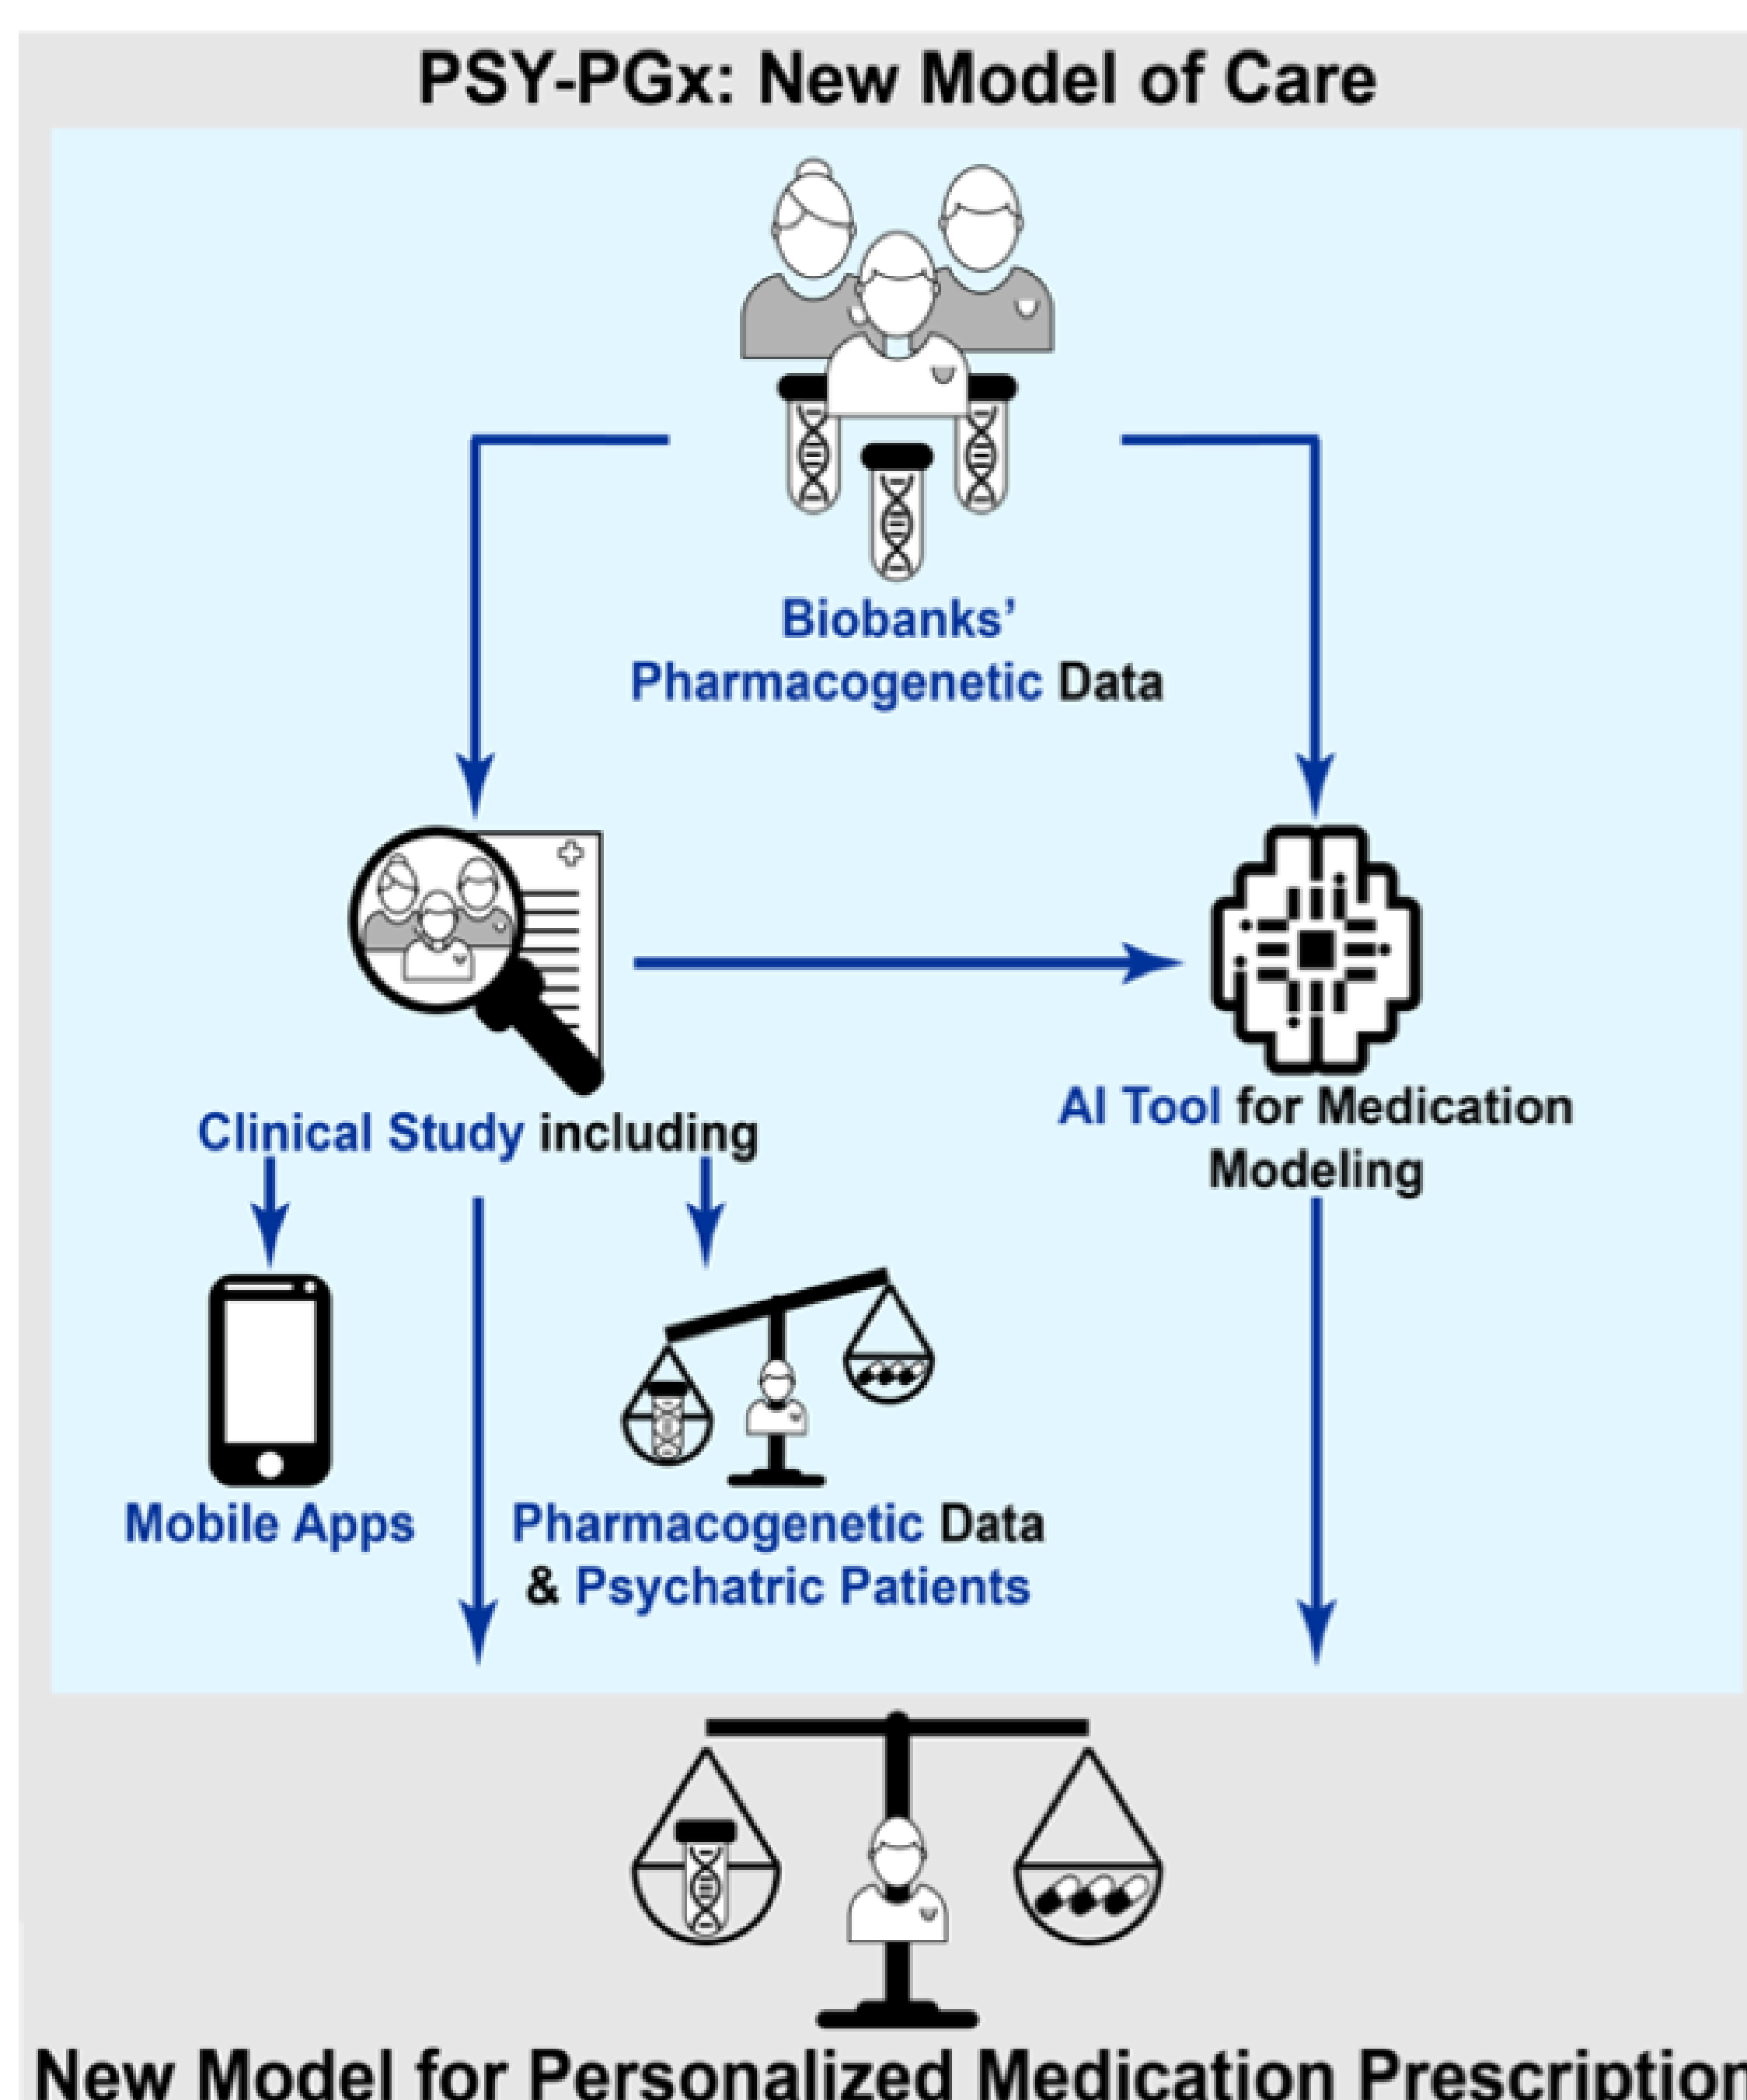 PSY-PGx: New Model of Care
Biobanks’
Pharmacogenetic Data
Clinical Study including
AI Tool for Medication
Modeling
Mobile Apps
Pharmacogenetic Data
& Psychatric Patients
New Model for Personalized Medication Prescription